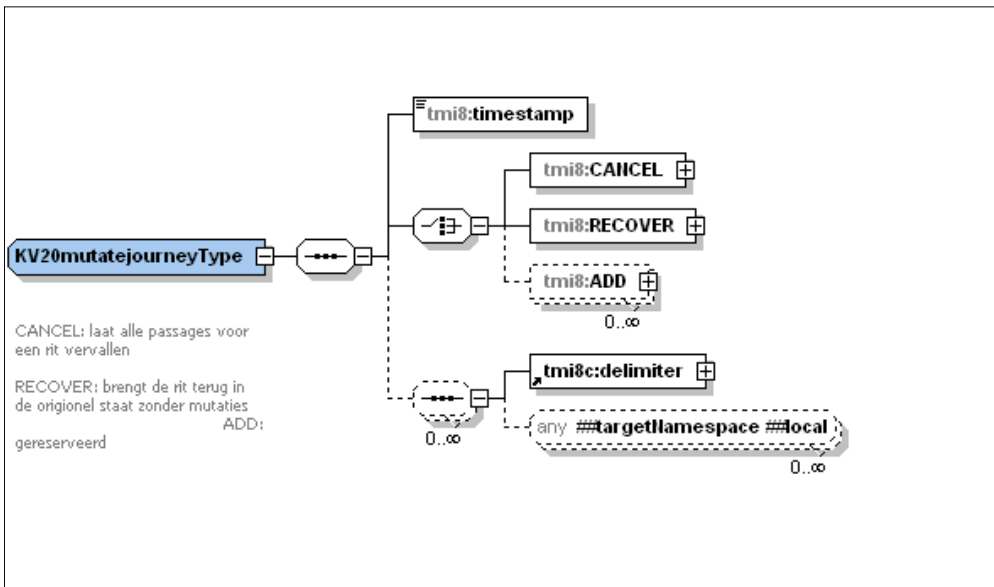 tmi8:timestamp
tmi8:CANCEL
tmi8:RECOVER
KV20mutatejourneyType
tmi8:ADD
0..∞
CANCEL: laat alle passages voor
een rit vervallen
RECOVER: brengt de rit terug in
de origionel staat zonder mutaties
ADD:
gereserveerd
tmi8c:delimiter
0..∞
any ##targetNamespace ##local
0..∞